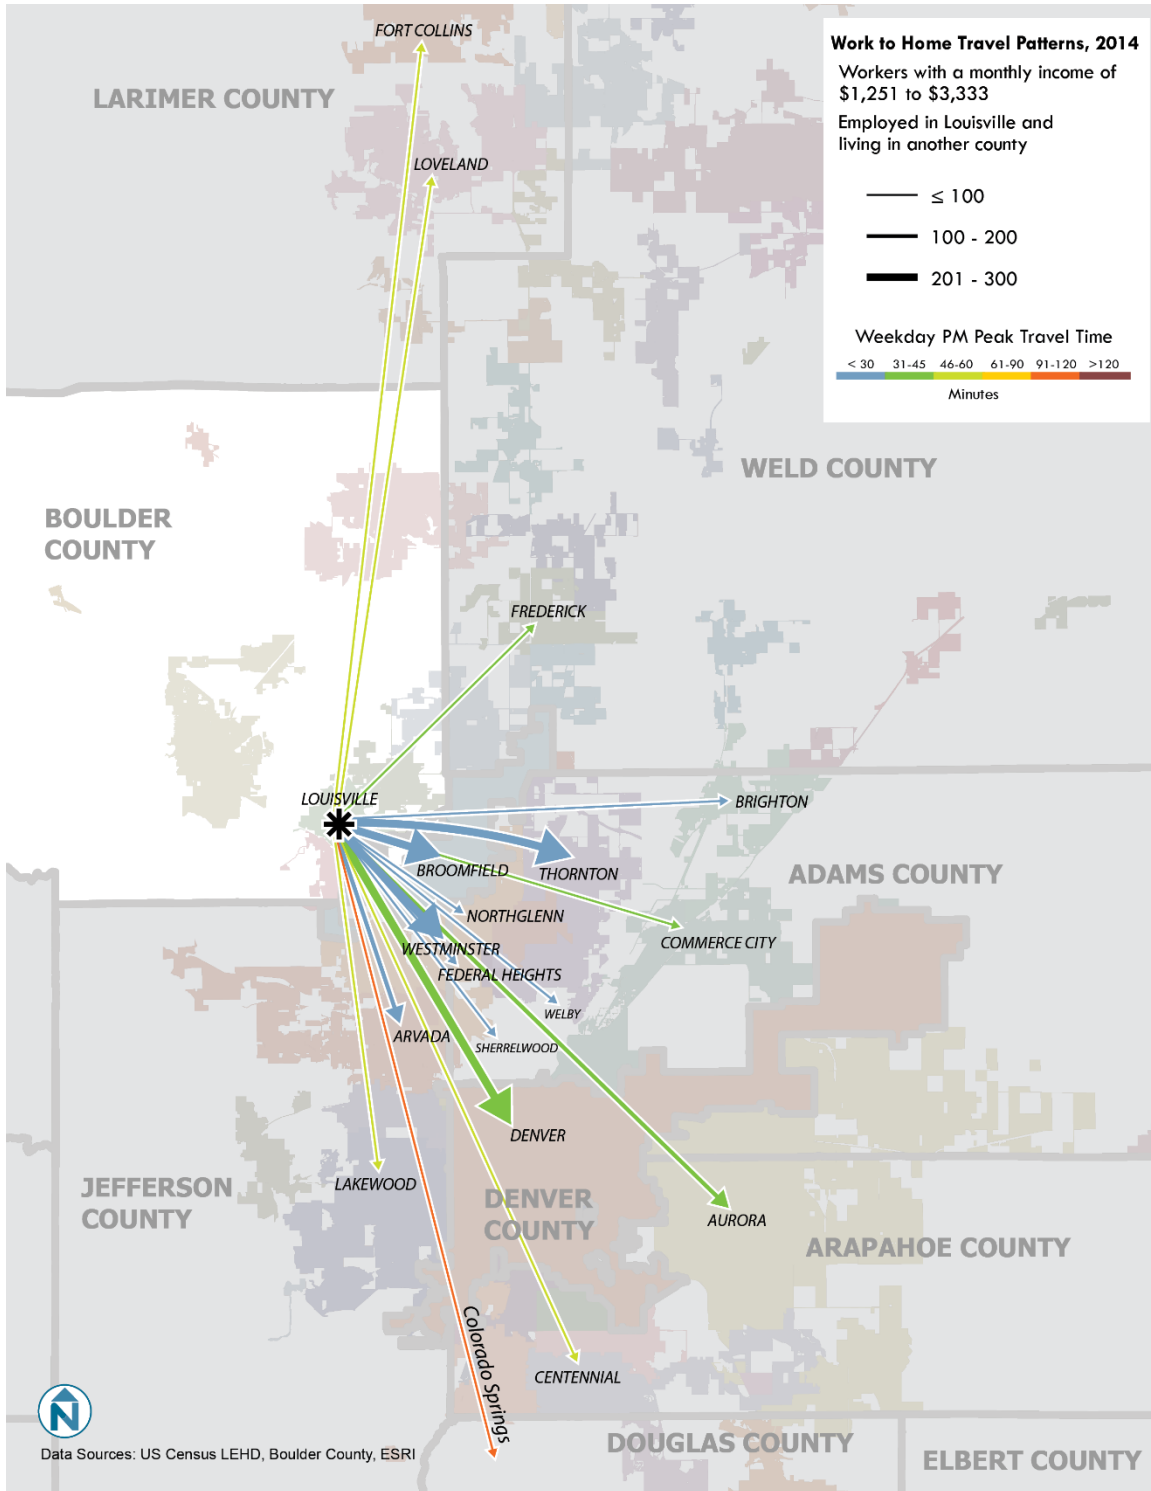 FORT COLLINS
Work to Home Travel Patterns, 2014
Workers with a monthly income of
$1,251 to $3,333
Employed in Louisville and
living in another county
≤ 100
100 - 200
201 - 300
Weekday PM Peak Travel Time
< 30 31-45 46-60 61-90 91-120 >120
Minutes
LARIMER COUNTY
LOVELAND
WELD COUNTY
BOULDER
COUNTY
FREDERICK
LOUISVILLE
BRIGHTON
BROOMFIELD
THORNTON
ADAMS COUNTY
NORTHGLENN
COMMERCE CITY
WESTMINSTER
FEDERAL HEIGHTS
WELBY
ARVADA
SHERRELWOOD
DENVER
LAKEWOOD
JEFFERSON
COUNTY
DENVER
COUNTY
AURORA
ARAPAHOE COUNTY
Colorado Springs
CENTENNIAL
N
Data Sources: US Census LEHD, Boulder County, ESRI
DOUGLAS COUNTY
ELBERT COUNTY